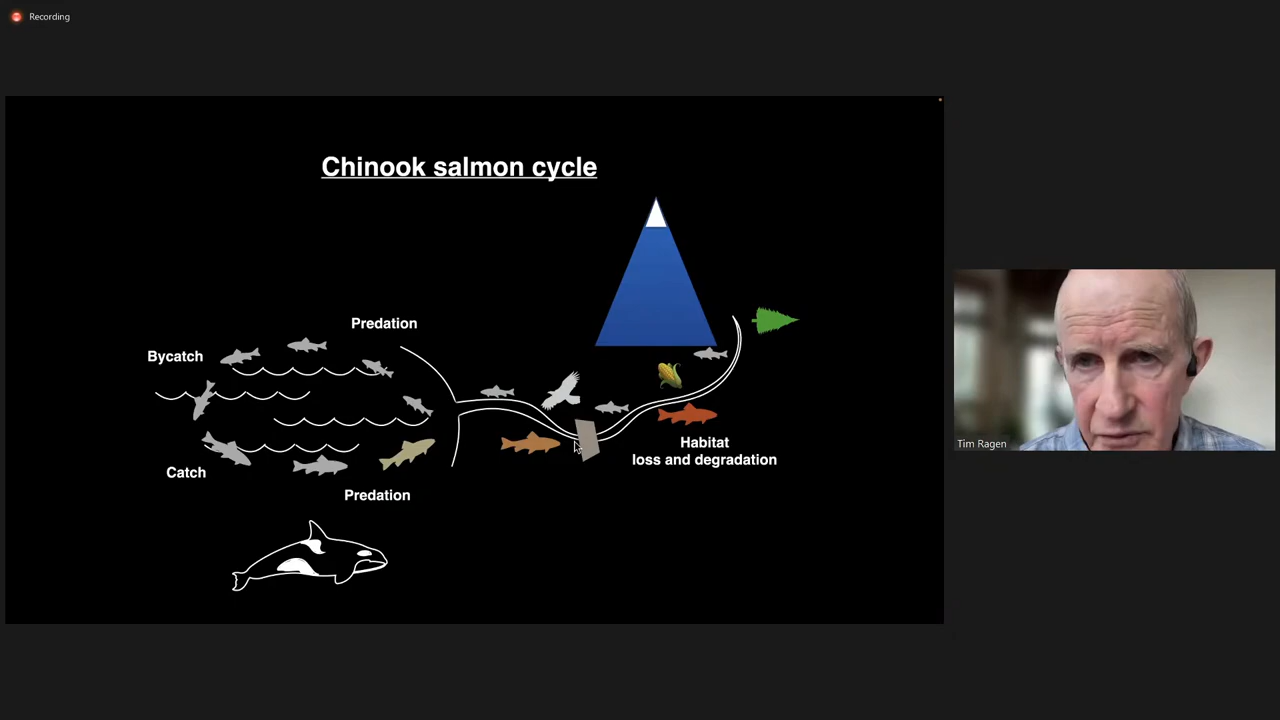 Recording
Chinook salmon cycle
Predation
Bycatch
Catch
Predation
Habitat
loss and degradation
Tim Ragen